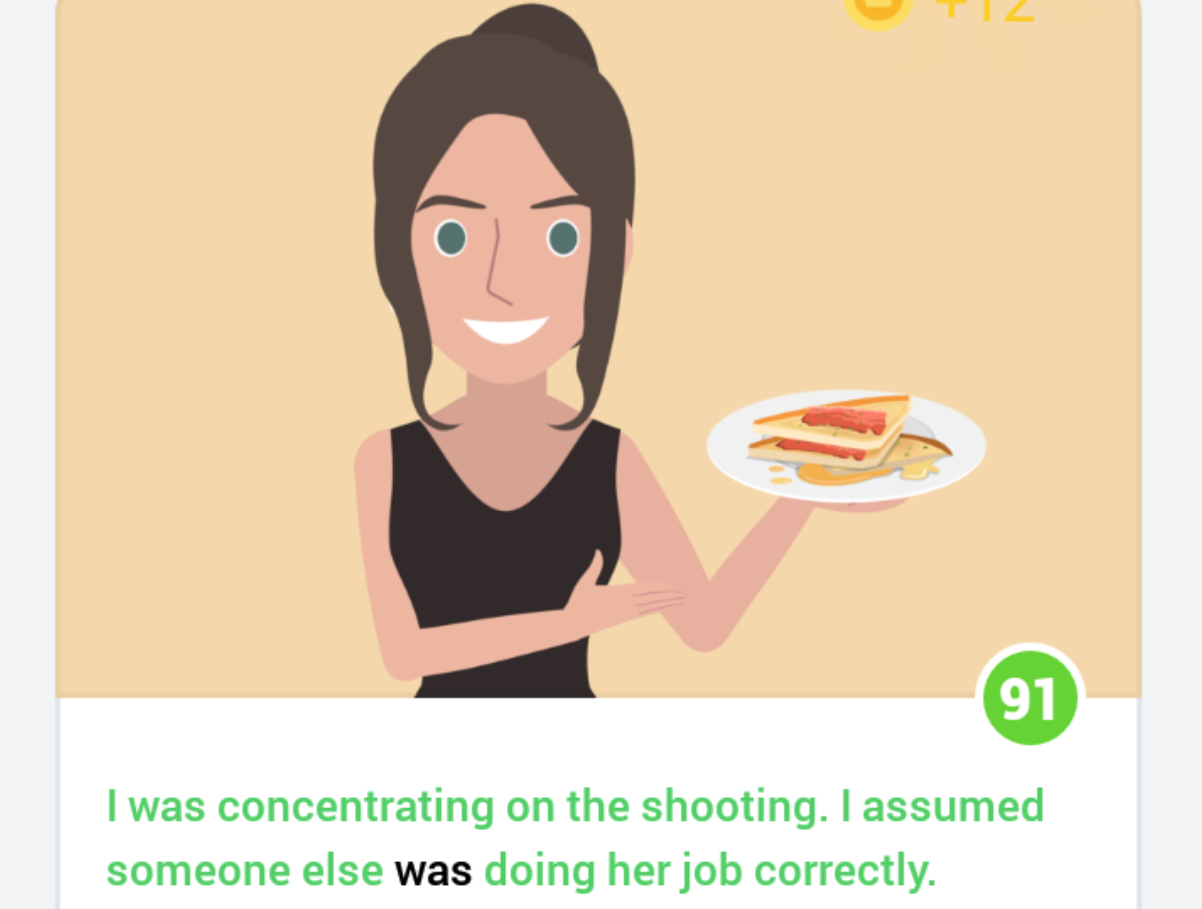 +12
91
I was concentrating on the shooting. I assumed
someone else was doing her job correctly.